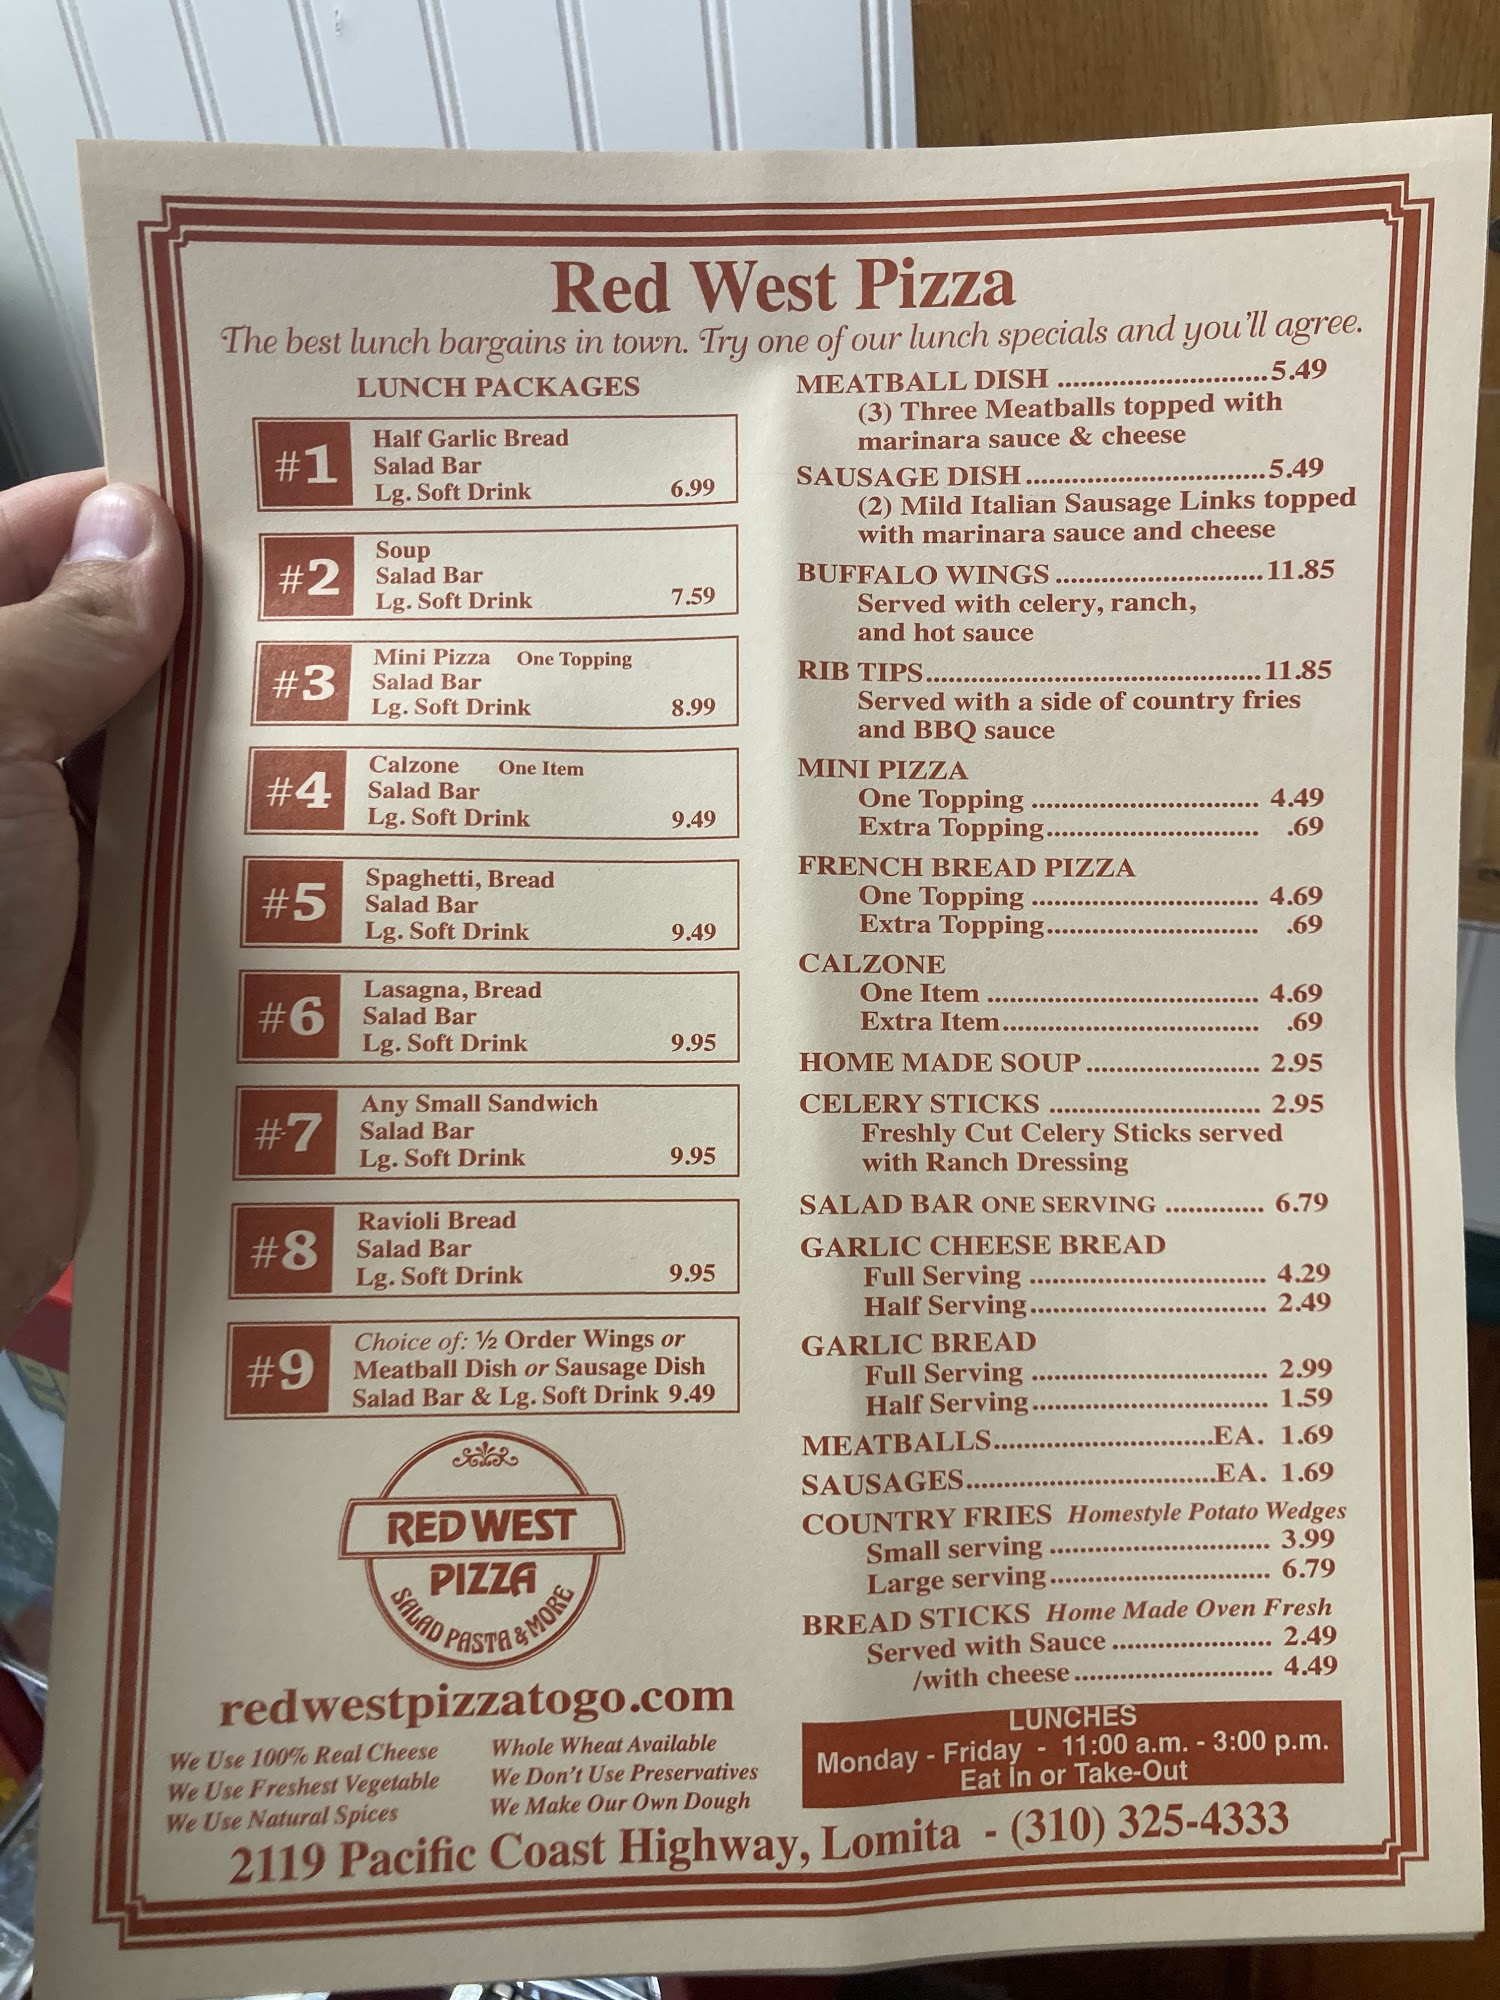 Red West Pizza
The best lunch bargains in town. Try one of our lunch specials and you'll agree.
LUNCH PACKAGES
#1
Half Garlic Bread
Salad Bar
Lg. Soft Drink 6.99
#2
Soup
Salad Bar
Lg. Soft Drink 7.59
#3
Mini Pizza One Topping
Salad Bar
Lg. Soft Drink 8.99
#4
Calzone One Item
Salad Bar
Lg. Soft Drink 9.49
#5
Spaghetti, Bread
Salad Bar
Lg. Soft Drink 9.49
#6
Lasagna, Bread
Salad Bar
Lg. Soft Drink 9.95
#7
Any Small Sandwich
Salad Bar
Lg. Soft Drink 9.95
#8
Ravioli Bread
Salad Bar
Lg. Soft Drink 9.95
#9
Choice of: ½ Order Wings or
Meatball Dish or Sausage Dish
Salad Bar & Lg. Soft Drink 9.49
RED WEST
PIZZA
SALAD PASTA & MORE
redwestpizzatogo.com
We Use 100% Real Cheese
We Use Freshest Vegetable
We Use Natural Spices
Whole Wheat Available
We Don't Use Preservatives
We Make Our Own Dough
MEATBALL DISH ............................5.49
(3) Three Meatballs topped with
marinara sauce & cheese
SAUSAGE DISH................................5.49
(2) Mild Italian Sausage Links topped
with marinara sauce and cheese
BUFFALO WINGS ............................11.85
Served with celery, ranch,
and hot sauce
RIB TIPS.............................................11.85
Served with a side of country fries
and BBQ sauce
MINI PIZZA
One Topping ............................... 4.49
Extra Topping............................. .69
FRENCH BREAD PIZZA
One Topping ............................... 4.69
Extra Topping............................. .69
CALZONE
One Item ..................................... 4.69
Extra Item................................... .69
HOME MADE SOUP....................... 2.95
CELERY STICKS ............................ 2.95
Freshly Cut Celery Sticks served
with Ranch Dressing
SALAD BAR ONE SERVING ............. 6.79
GARLIC CHEESE BREAD
Full Serving ................................ 4.29
Half Serving................................ 2.49
GARLIC BREAD
Full Serving ................................ 2.99
Half Serving................................ 1.59
MEATBALLS..............................EA. 1.69
SAUSAGES..................................EA. 1.69
COUNTRY FRIES Homestyle Potato Wedges
Small serving .............................. 3.99
Large serving.............................. 6.79
BREAD STICKS Home Made Oven Fresh
Served with Sauce ...................... 2.49
/with cheese........................... 4.49
LUNCHES
Monday - Friday - 11:00 a.m. - 3:00 p.m.
Eat In or Take-Out
2119 Pacific Coast Highway, Lomita - (310) 325-4333